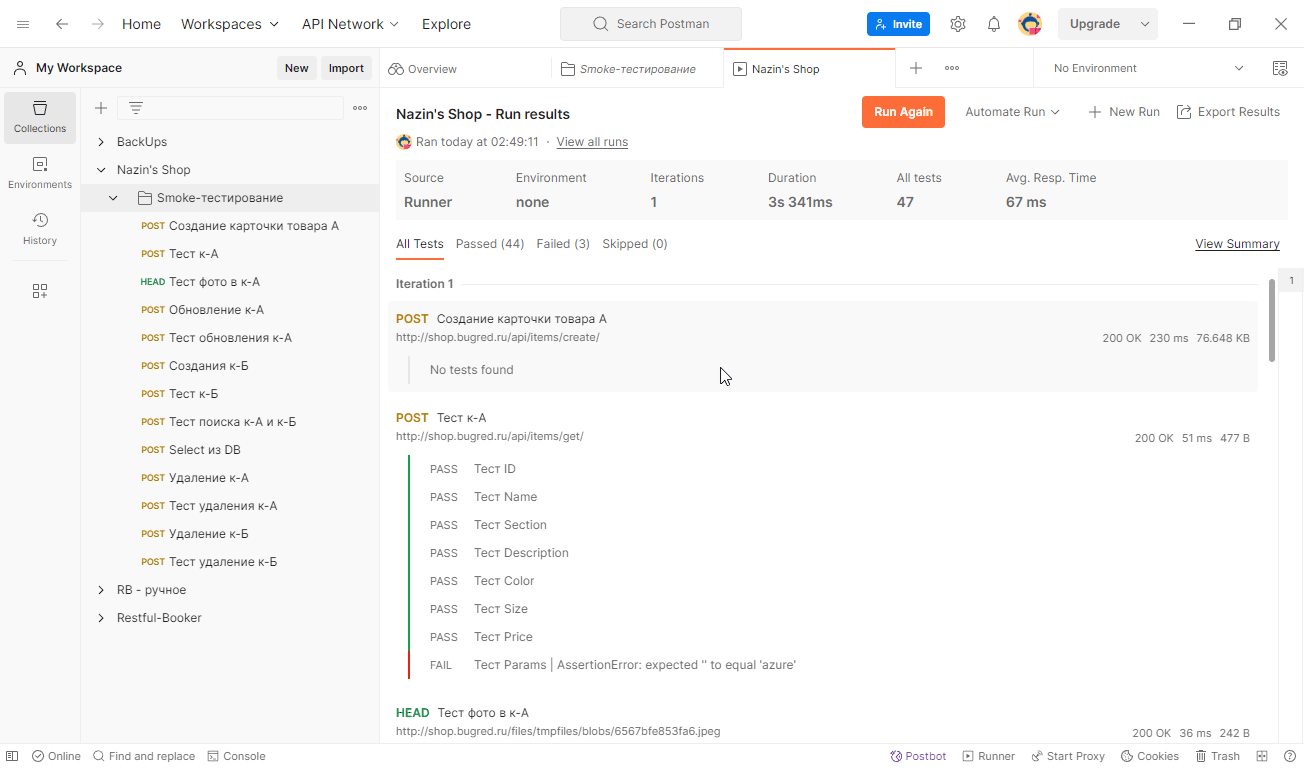 Home
Workspaces
API Network
Explore
Search Postman
Invite
Upgrade
My Workspace
New
Import
Overview
Smoke-тестирование
Nazin's Shop
No Environment
Collections
Environments
History
BackUps
Nazin's Shop
Smoke-тестирование
POST Создание карточки товара А
POST Тест к-А
HEAD Тест фото в к-А
POST Обновление к-А
POST Тест обновления к-А
POST Создания к-Б
POST Тест к-Б
POST Тест поиска к-А и к-Б
POST Select из DB
POST Удаление к-А
POST Тест удаления к-А
POST Удаление к-Б
POST Тест удаление к-Б
RB - ручное
Restful-Booker
Nazin's Shop - Run results
Run Again
Automate Run
New Run
Export Results
Ran today at 02:49:11 · View all runs
Source Environment Iterations Duration All tests Avg. Resp. Time
Runner none 1 3s 341ms 47 67 ms
All Tests Passed (44) Failed (3) Skipped (0) View Summary
Iteration 1
1
POST Создание карточки товара А
http://shop.bugred.ru/api/items/create/ 200 OK 230 ms 76.648 KB
No tests found
POST Тест к-А
http://shop.bugred.ru/api/items/get/ 200 OK 51 ms 477 B
PASS Тест ID
PASS Тест Name
PASS Тест Section
PASS Тест Description
PASS Тест Color
PASS Тест Size
PASS Тест Price
FAIL Тест Params | AssertionError: expected '' to equal 'azure'
HEAD Тест фото в к-А
http://shop.bugred.ru/files/tmpfiles/blobs/6567bfe853fa6.jpeg 200 OK 36 ms 242 B
Online
Find and replace
Console
Postbot
Runner
Start Proxy
Cookies
Trash